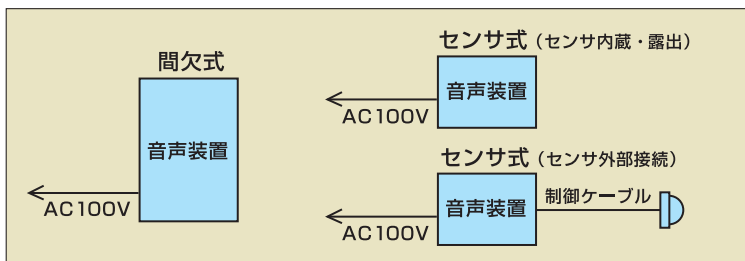 間欠式
音声装置
AC100V
センサ式（センサ内蔵・露出）
音声装置
AC100V
センサ式（センサ外部接続）
音声装置
制御ケーブル
AC100V